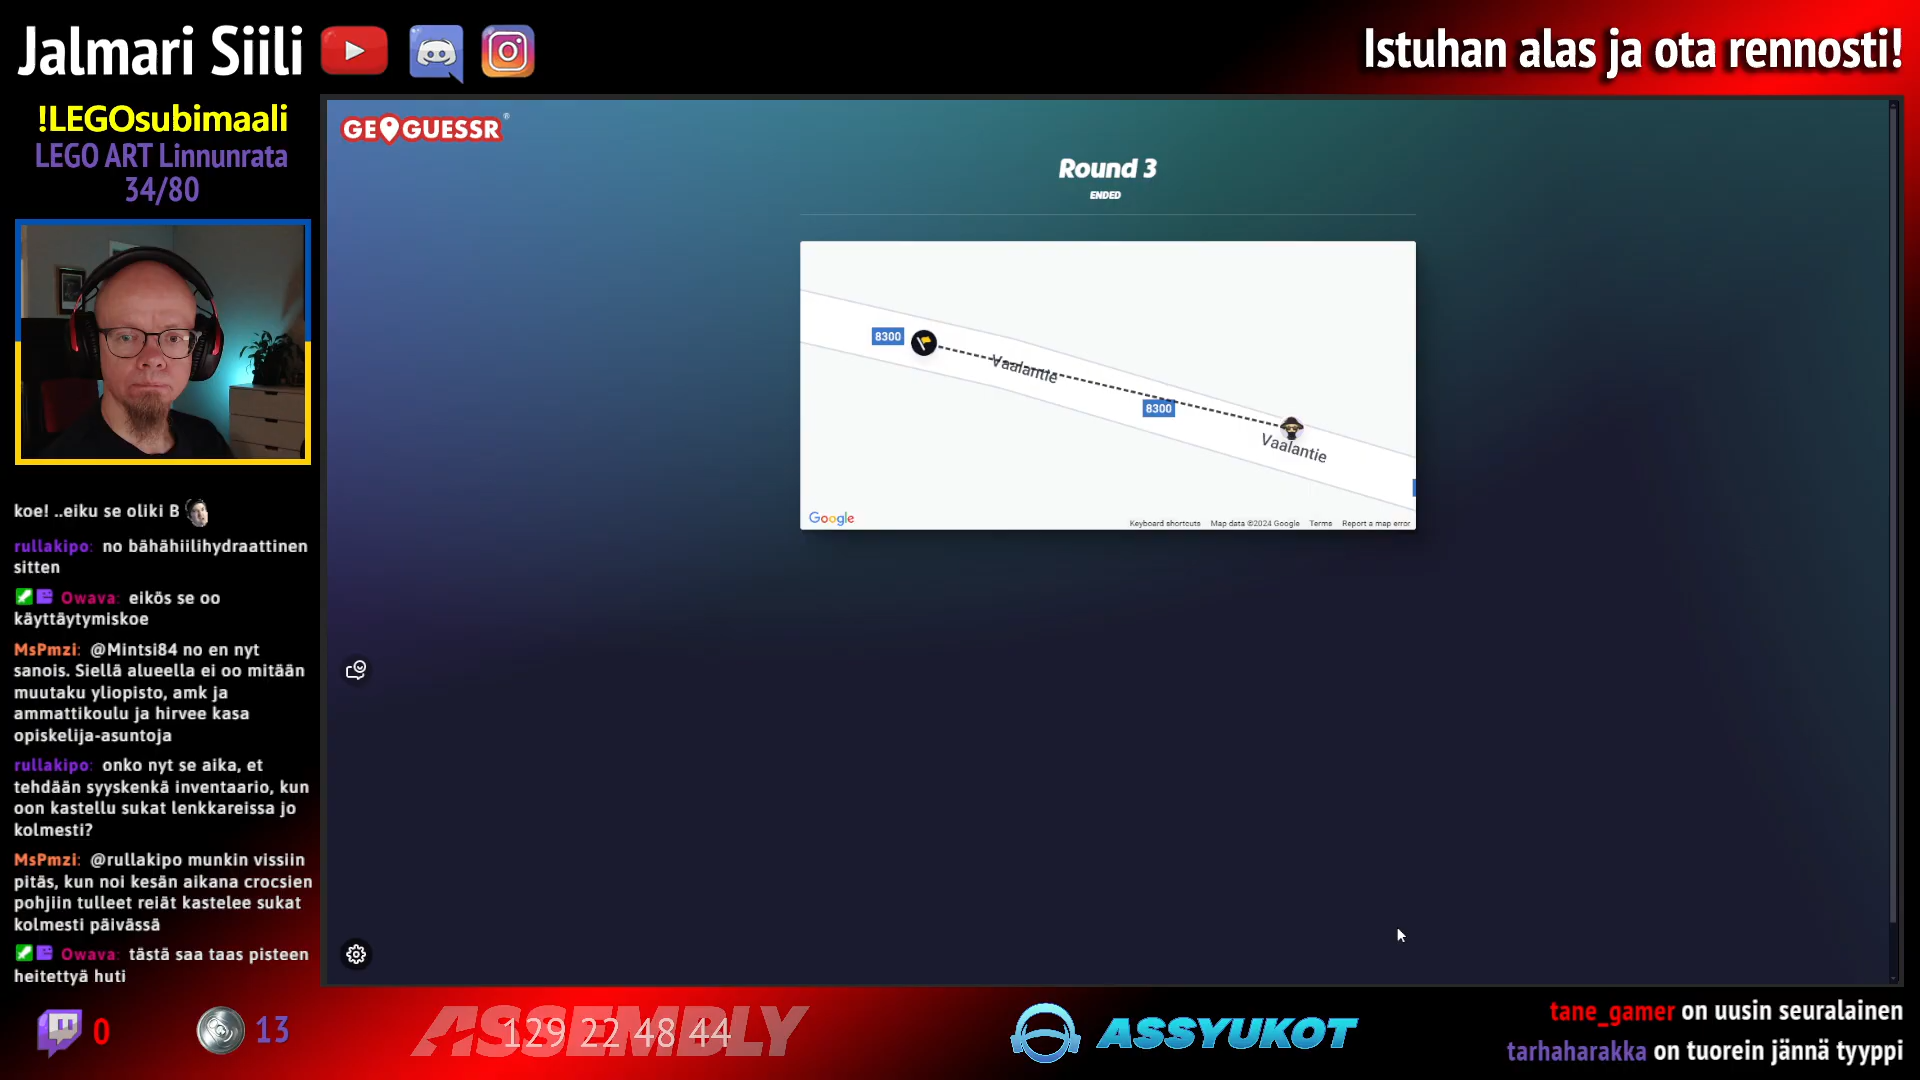 Jalmari Siili
Istuhan alas ja ota rennosti!
!LEGOsubimaali
LEGO ART Linnunrata
34/80
GEOGUESSR
Round 3
ENDED
8300
Vaalantie
8300
Vaalantie
Google
Keyboard shortcuts Map data ©2024 Google Terms Report a map error
koe! ..eiku se oliki B
rullakipo: no bähähiilihydraattinen
sitten
Owava: eikös se oo
käyttäytymiskoe
MsPmzi: @Mintsi84 no en nyt
sanois. Siellä alueella ei oo mitään
muutaku yliopisto, amk ja
ammattikoulu ja hirvee kasa
opiskelija-asuntoja
rullakipo: onko nyt se aika, et
tehdään syyskenkä inventaario, kun
oon kastellu sukat lenkkareissa jo
kolmesti?
MsPmzi: @rullakipo munkin vissiin
pitäs, kun noi kesän aikana crocsien
pohjiin tulleet reiät kastelee sukat
kolmesti päivässä
Owava: tästä saa taas pisteen
heitettyä huti
0
13
ASSEMBLY
129 22 48 44
ASSYUKOT
tane_gamer on uusin seuralainen
tarhaharakka on tuorein jännä tyyppi